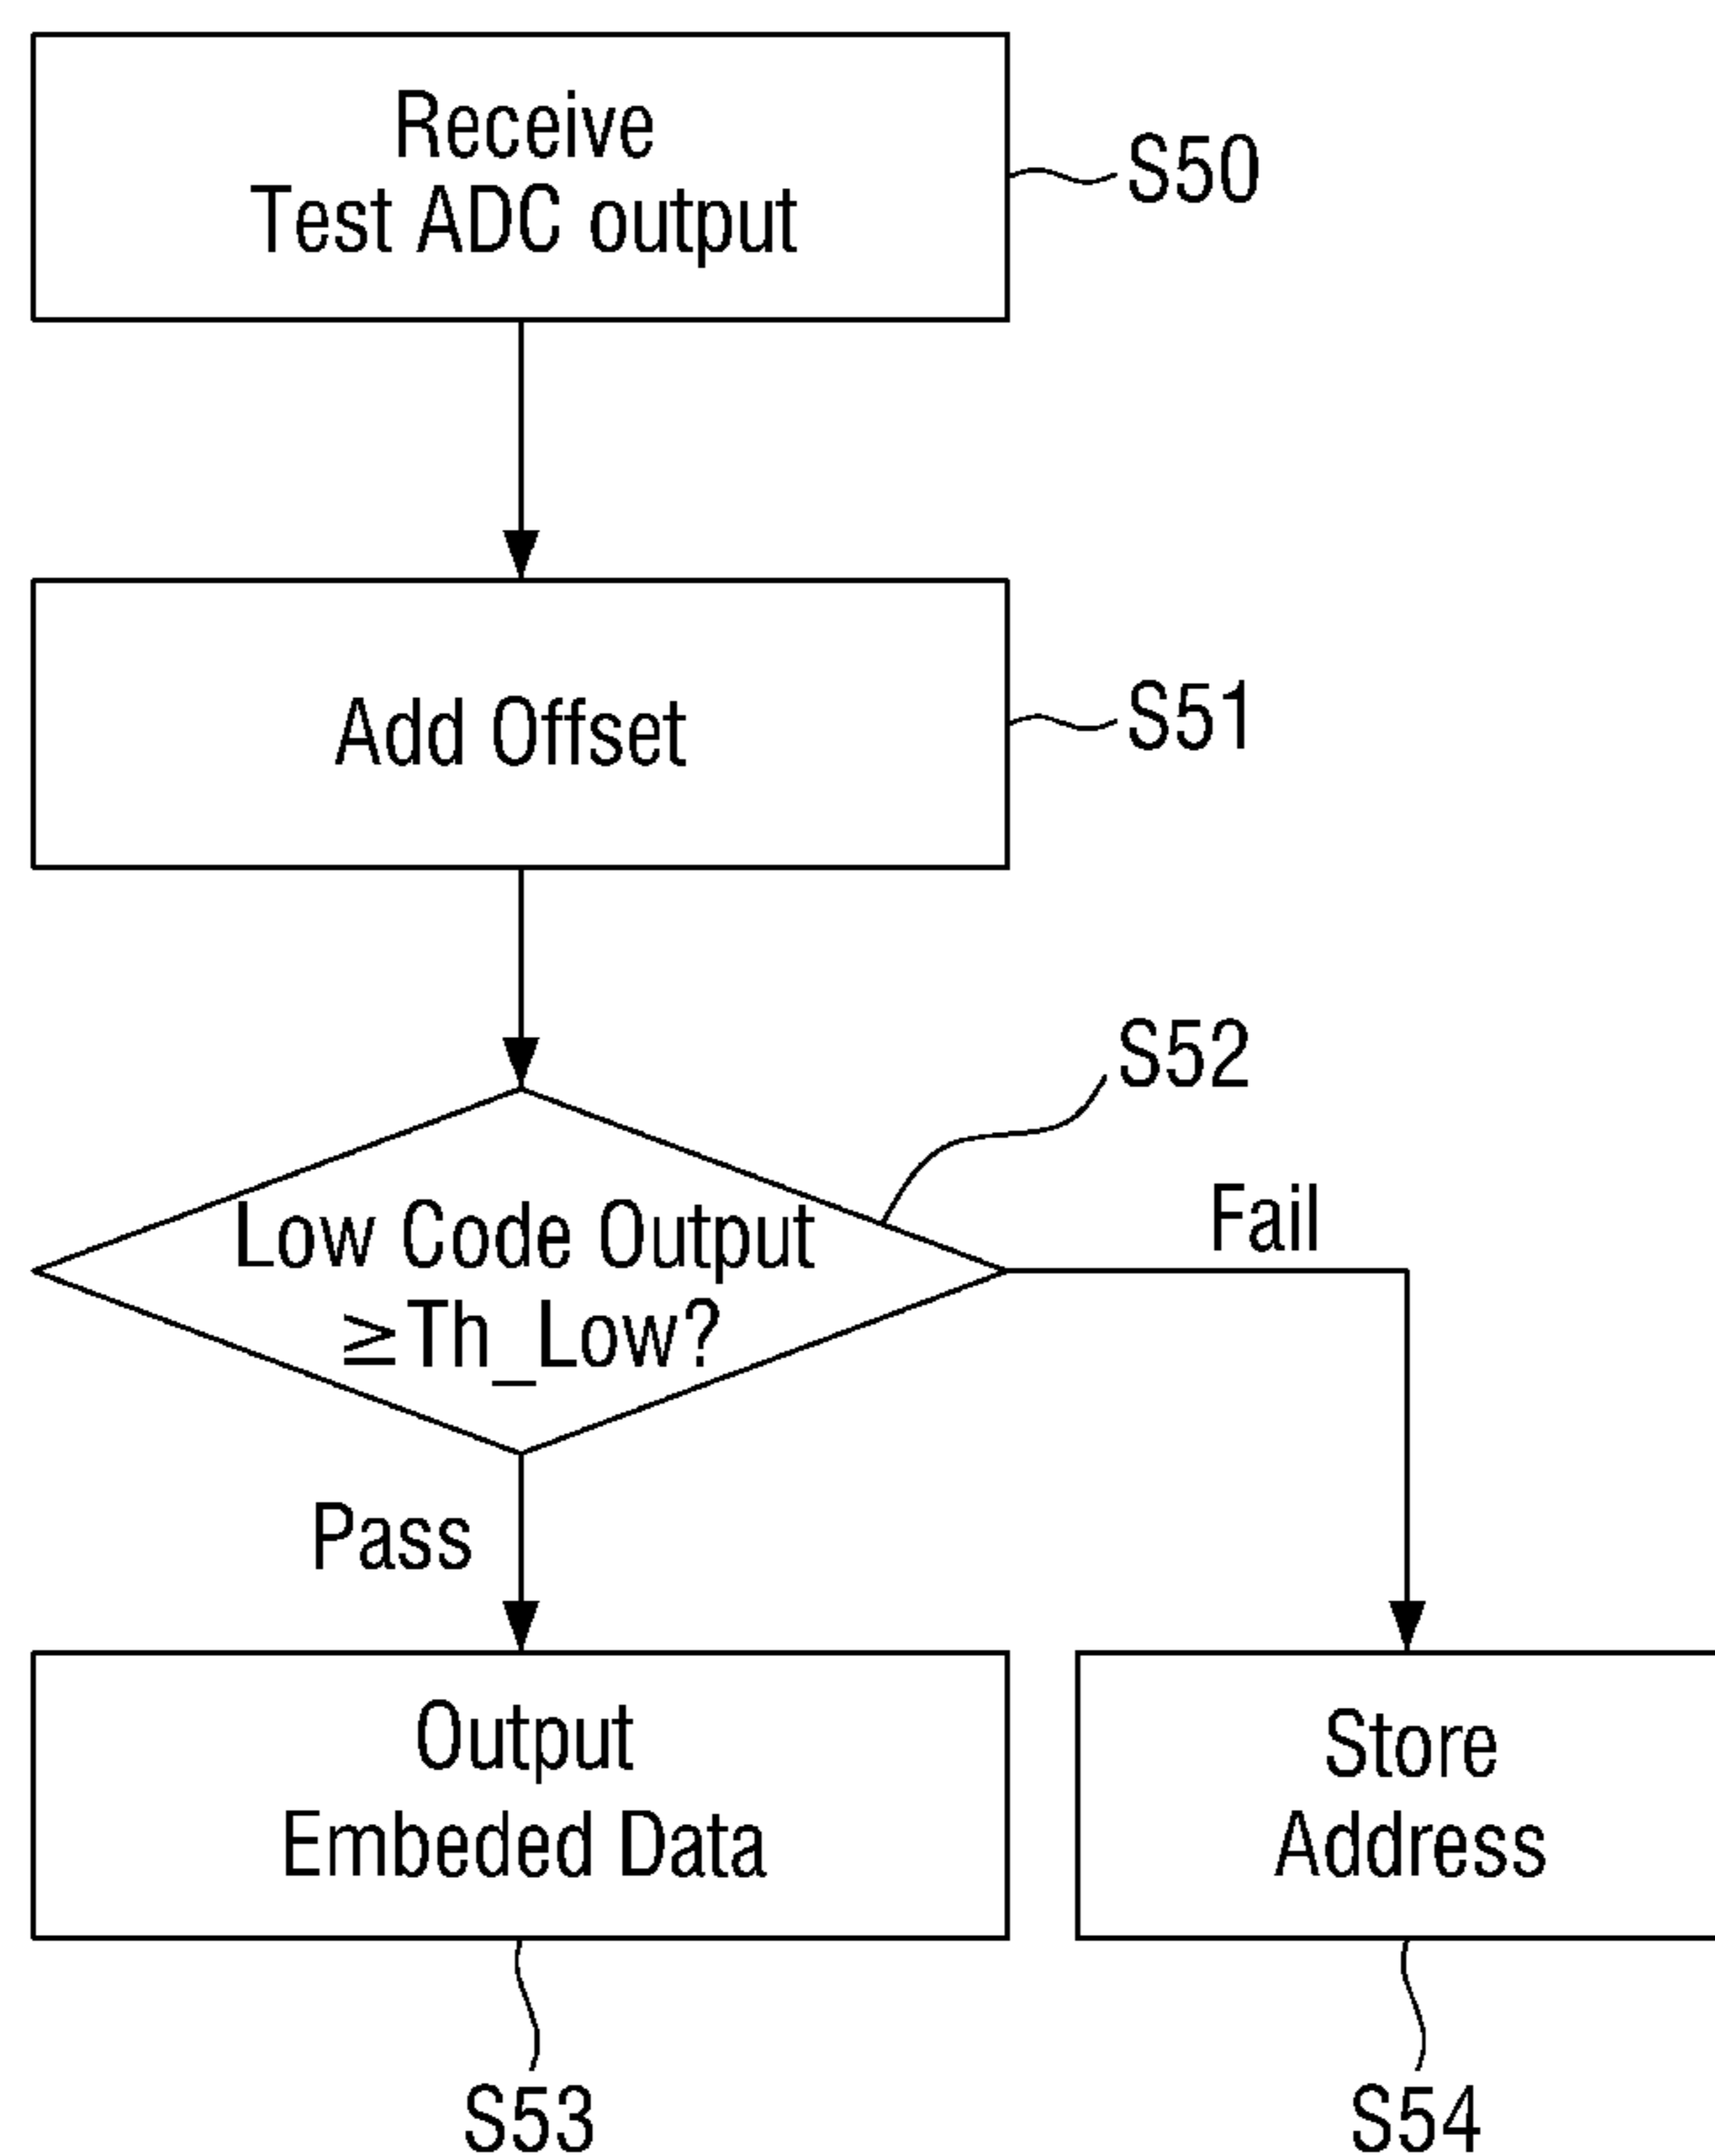 Receive
Test ADC output
S50
Add Offset
S51
S52
Low Code Output
≥Th_Low?
Fail
Pass
Output
Embeded Data
Store
Address
S53
S54